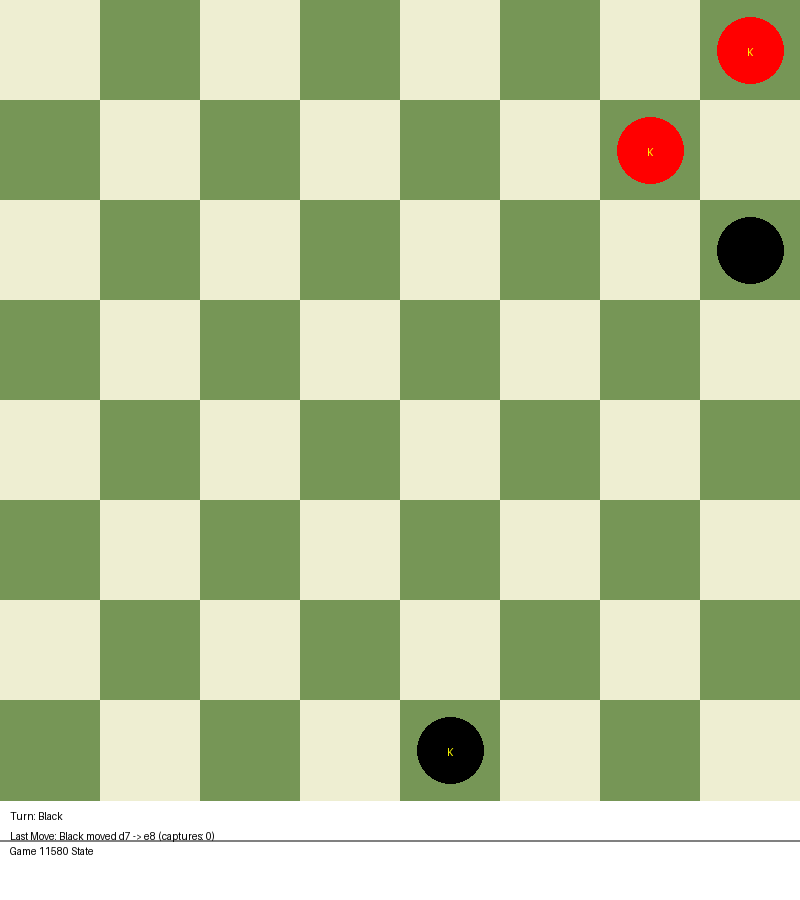 K
K
K
Turn: Black
Last Move: Black moved d7 -> e8 (captures: 0)
Game 11580 State